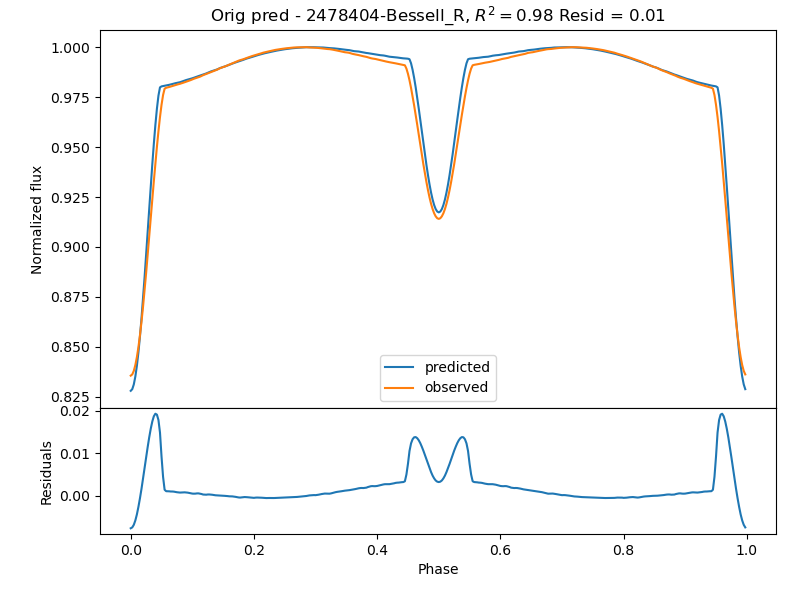 Orig pred - 2478404-Bessell_R, R² = 0.98 Resid = 0.01
1.000
0.975
0.950
0.925
0.900
0.875
0.850
0.825
Normalized flux
predicted
observed
0.02
0.01
0.00
Residuals
0.0 0.2 0.4 0.6 0.8 1.0
Phase